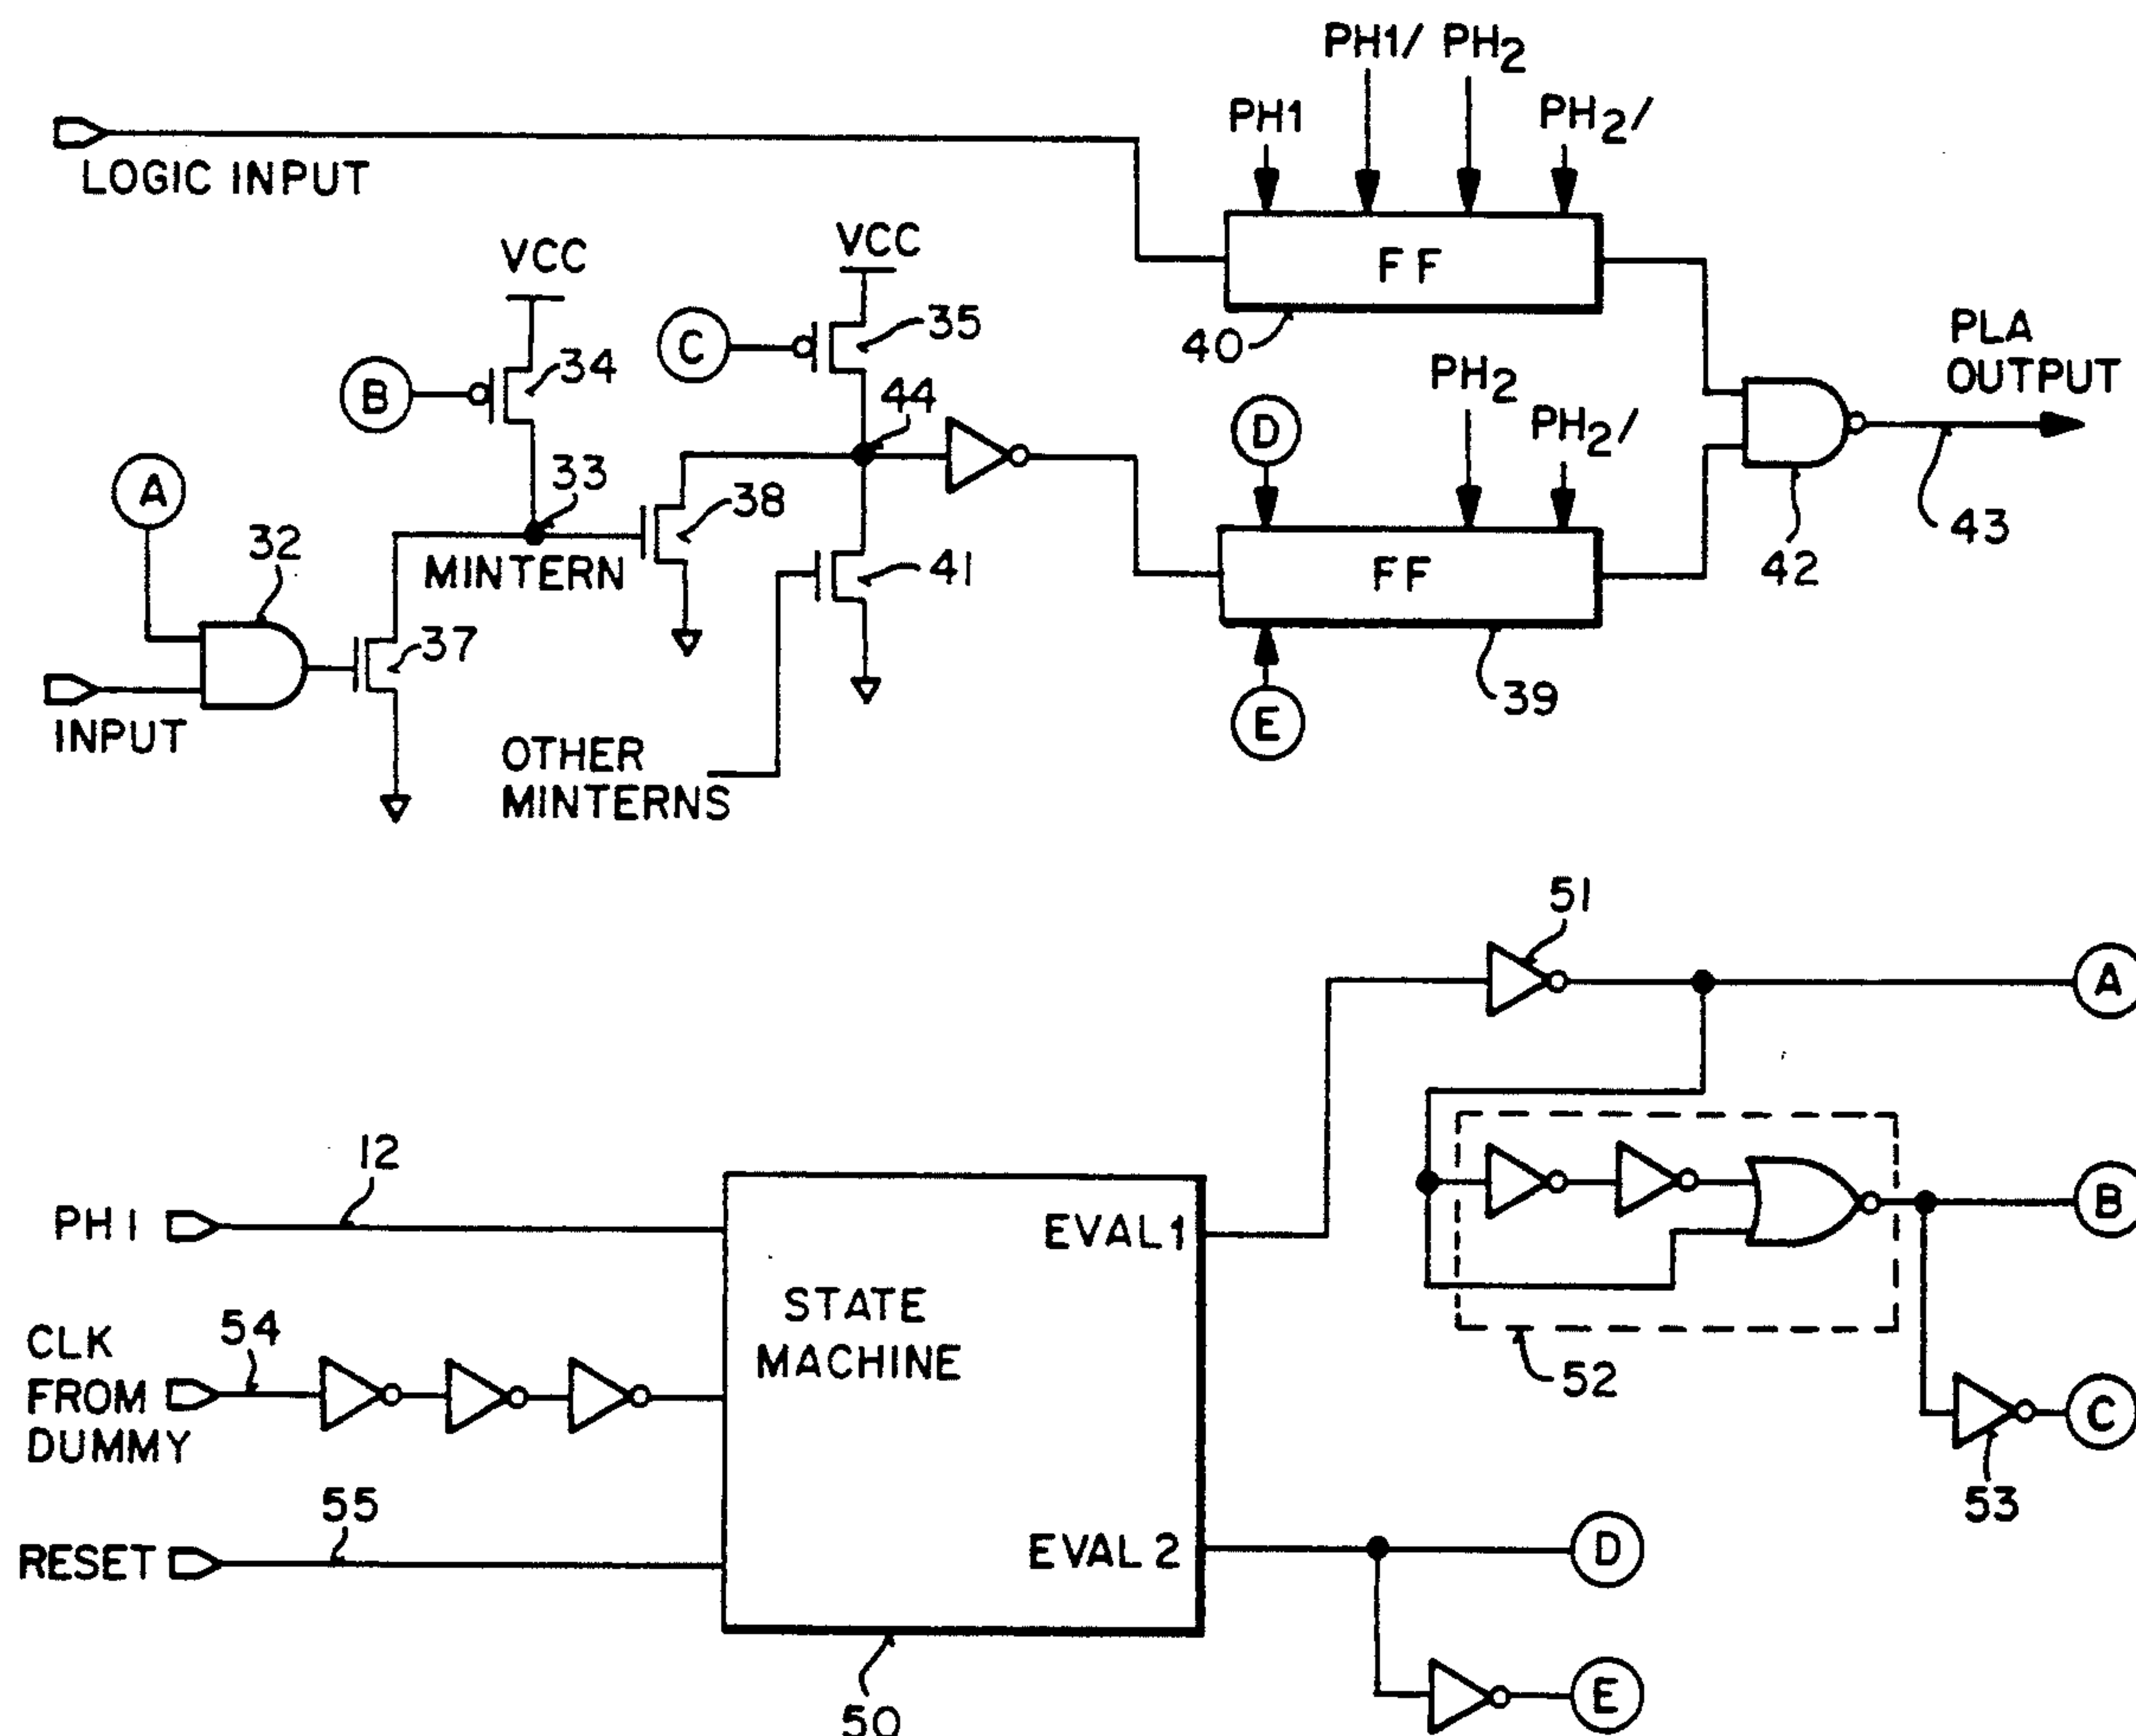 PH1/ PH2
PH1
PH2/
LOGIC INPUT
VCC
VCC
FF
C
35
34
B
40
PH2
PLA
OUTPUT
44
D
PH2/
A
33
38
32
MINTERN
41
FF
42
43
37
INPUT
39
E
OTHER
MINTERNS
51
A
12
PH1
EVAL 1
B
STATE
MACHINE
CLK
FROM
DUMMY
54
52
C
53
55
RESET
EVAL 2
D
50
E